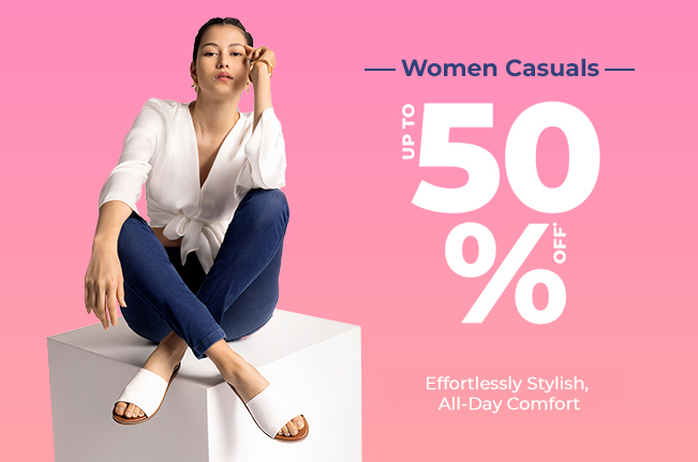 Women Casuals
UP TO
50
%
OFF*
Effortlessly Stylish,
All-Day Comfort